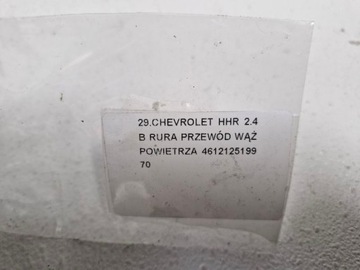 29.CHEVROLET HHR 2.4
B RURA PRZEWÓD WĄŻ
POWIETRZA 4612125199
70